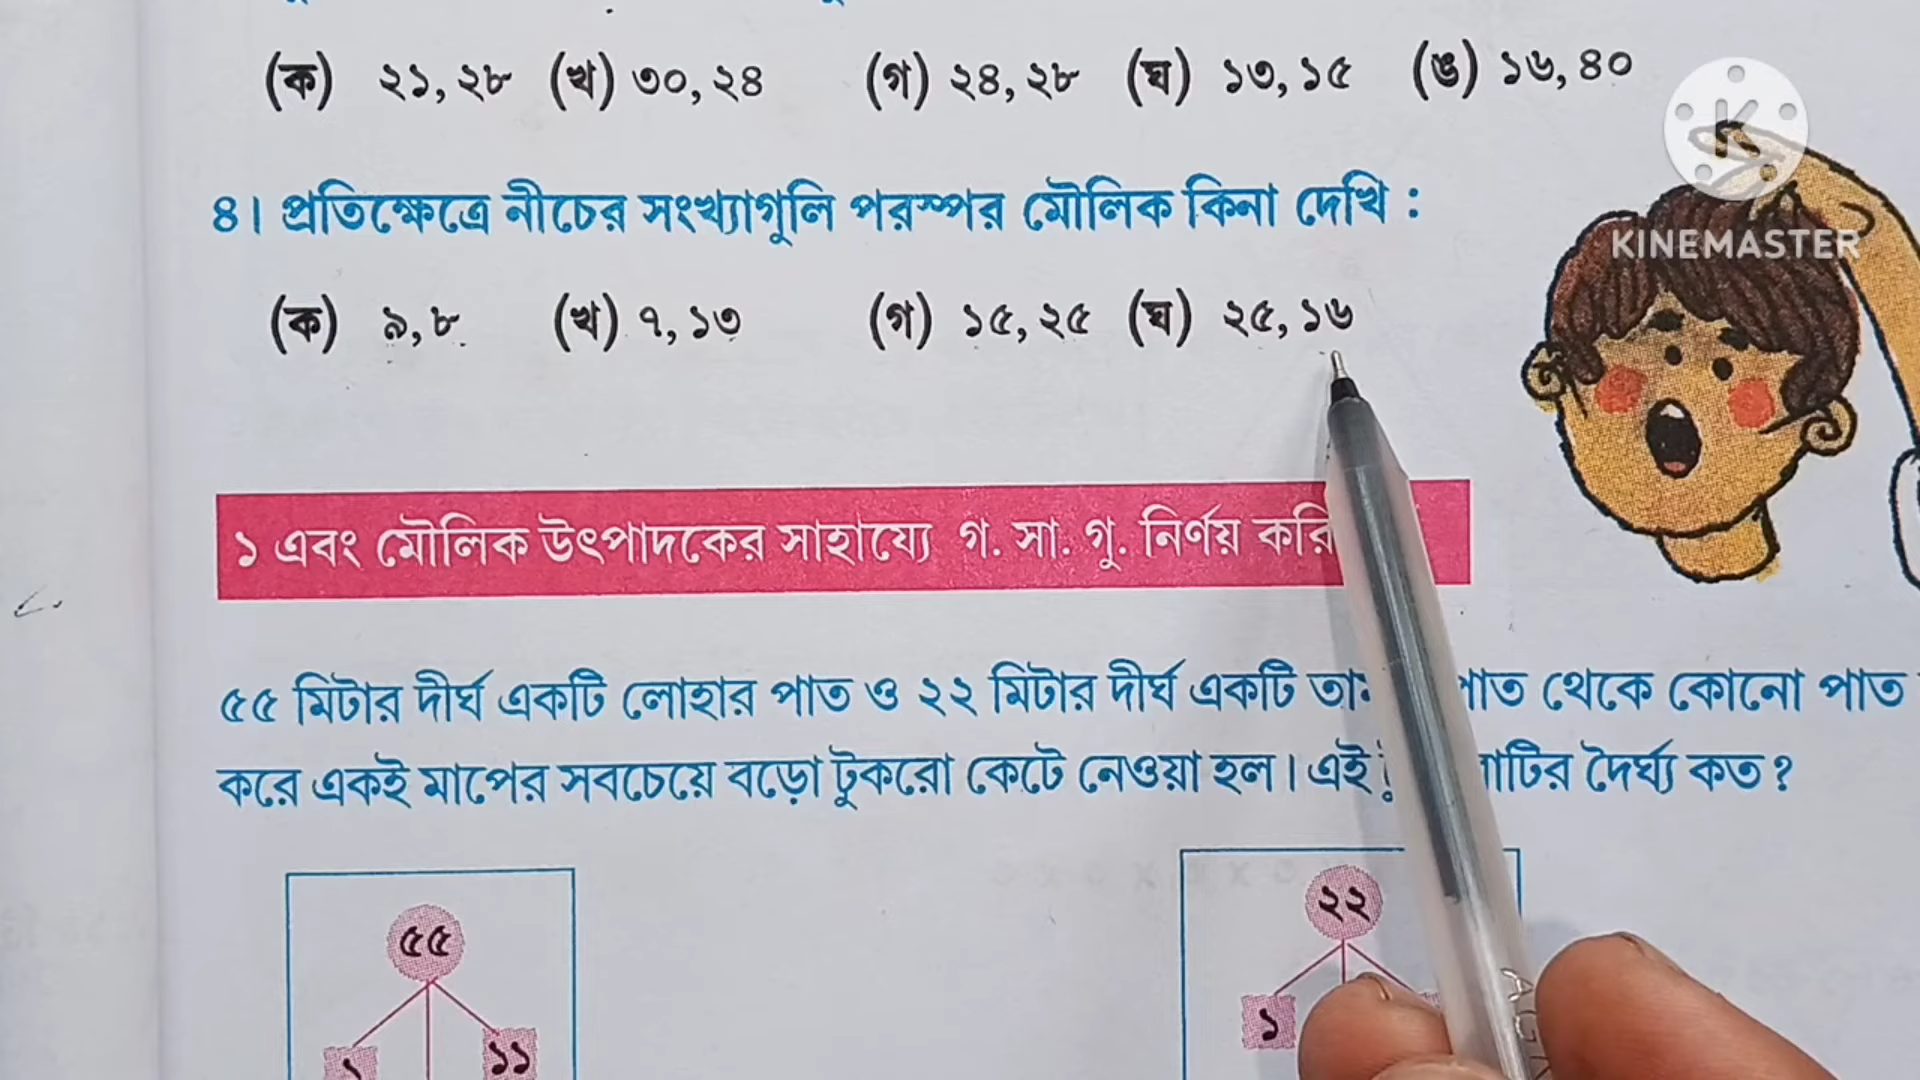 (ক) ২১, ২৮ (খ) ৩০, ২৪ (গ) ২৪, ২৮ (ঘ) ১৩, ১৫ (ঙ) ১৬, ৪০
K
KINEMASTER
৪। প্রতিক্ষেত্রে নীচের সংখ্যাগুলি পরস্পর মৌলিক কিনা দেখি :
(ক) ৯, ৮ (খ) ৭, ১৩ (গ) ১৫, ২৫ (ঘ) ২৫, ১৬
১ এবং মৌলিক উৎপাদকের সাহায্যে গ. সা. গু. নির্ণয় করি
৫৫ মিটার দীর্ঘ একটি লোহার পাত ও ২২ মিটার দীর্ঘ একটি পাত থেকে কোনো পাত
করে একই মাপের সবচেয়ে বড়ো টুকরো কেটে নেওয়া হল। এই দৈর্ঘ্য কত?
৫৫ ২২
১ ১১ ১